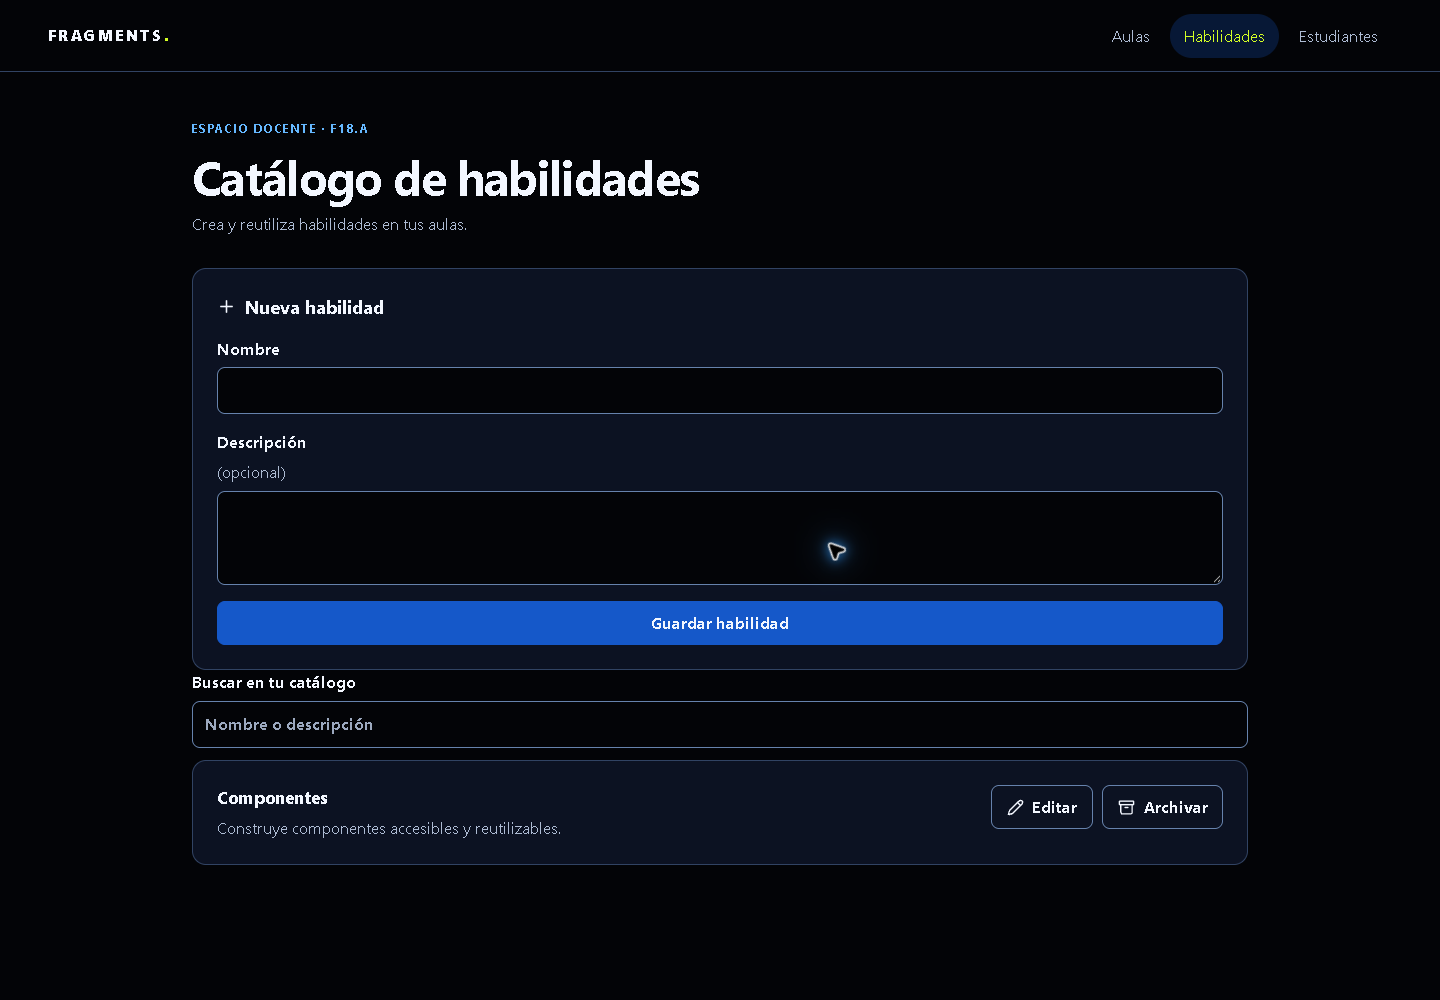 FRAGMENTS.
Aulas
Habilidades
Estudiantes
ESPACIO DOCENTE · F18.A
Catálogo de habilidades
Crea y reutiliza habilidades en tus aulas.
Nueva habilidad
Nombre
Descripción
(opcional)
Guardar habilidad
Buscar en tu catálogo
Nombre o descripción
Componentes
Construye componentes accesibles y reutilizables.
Editar
Archivar